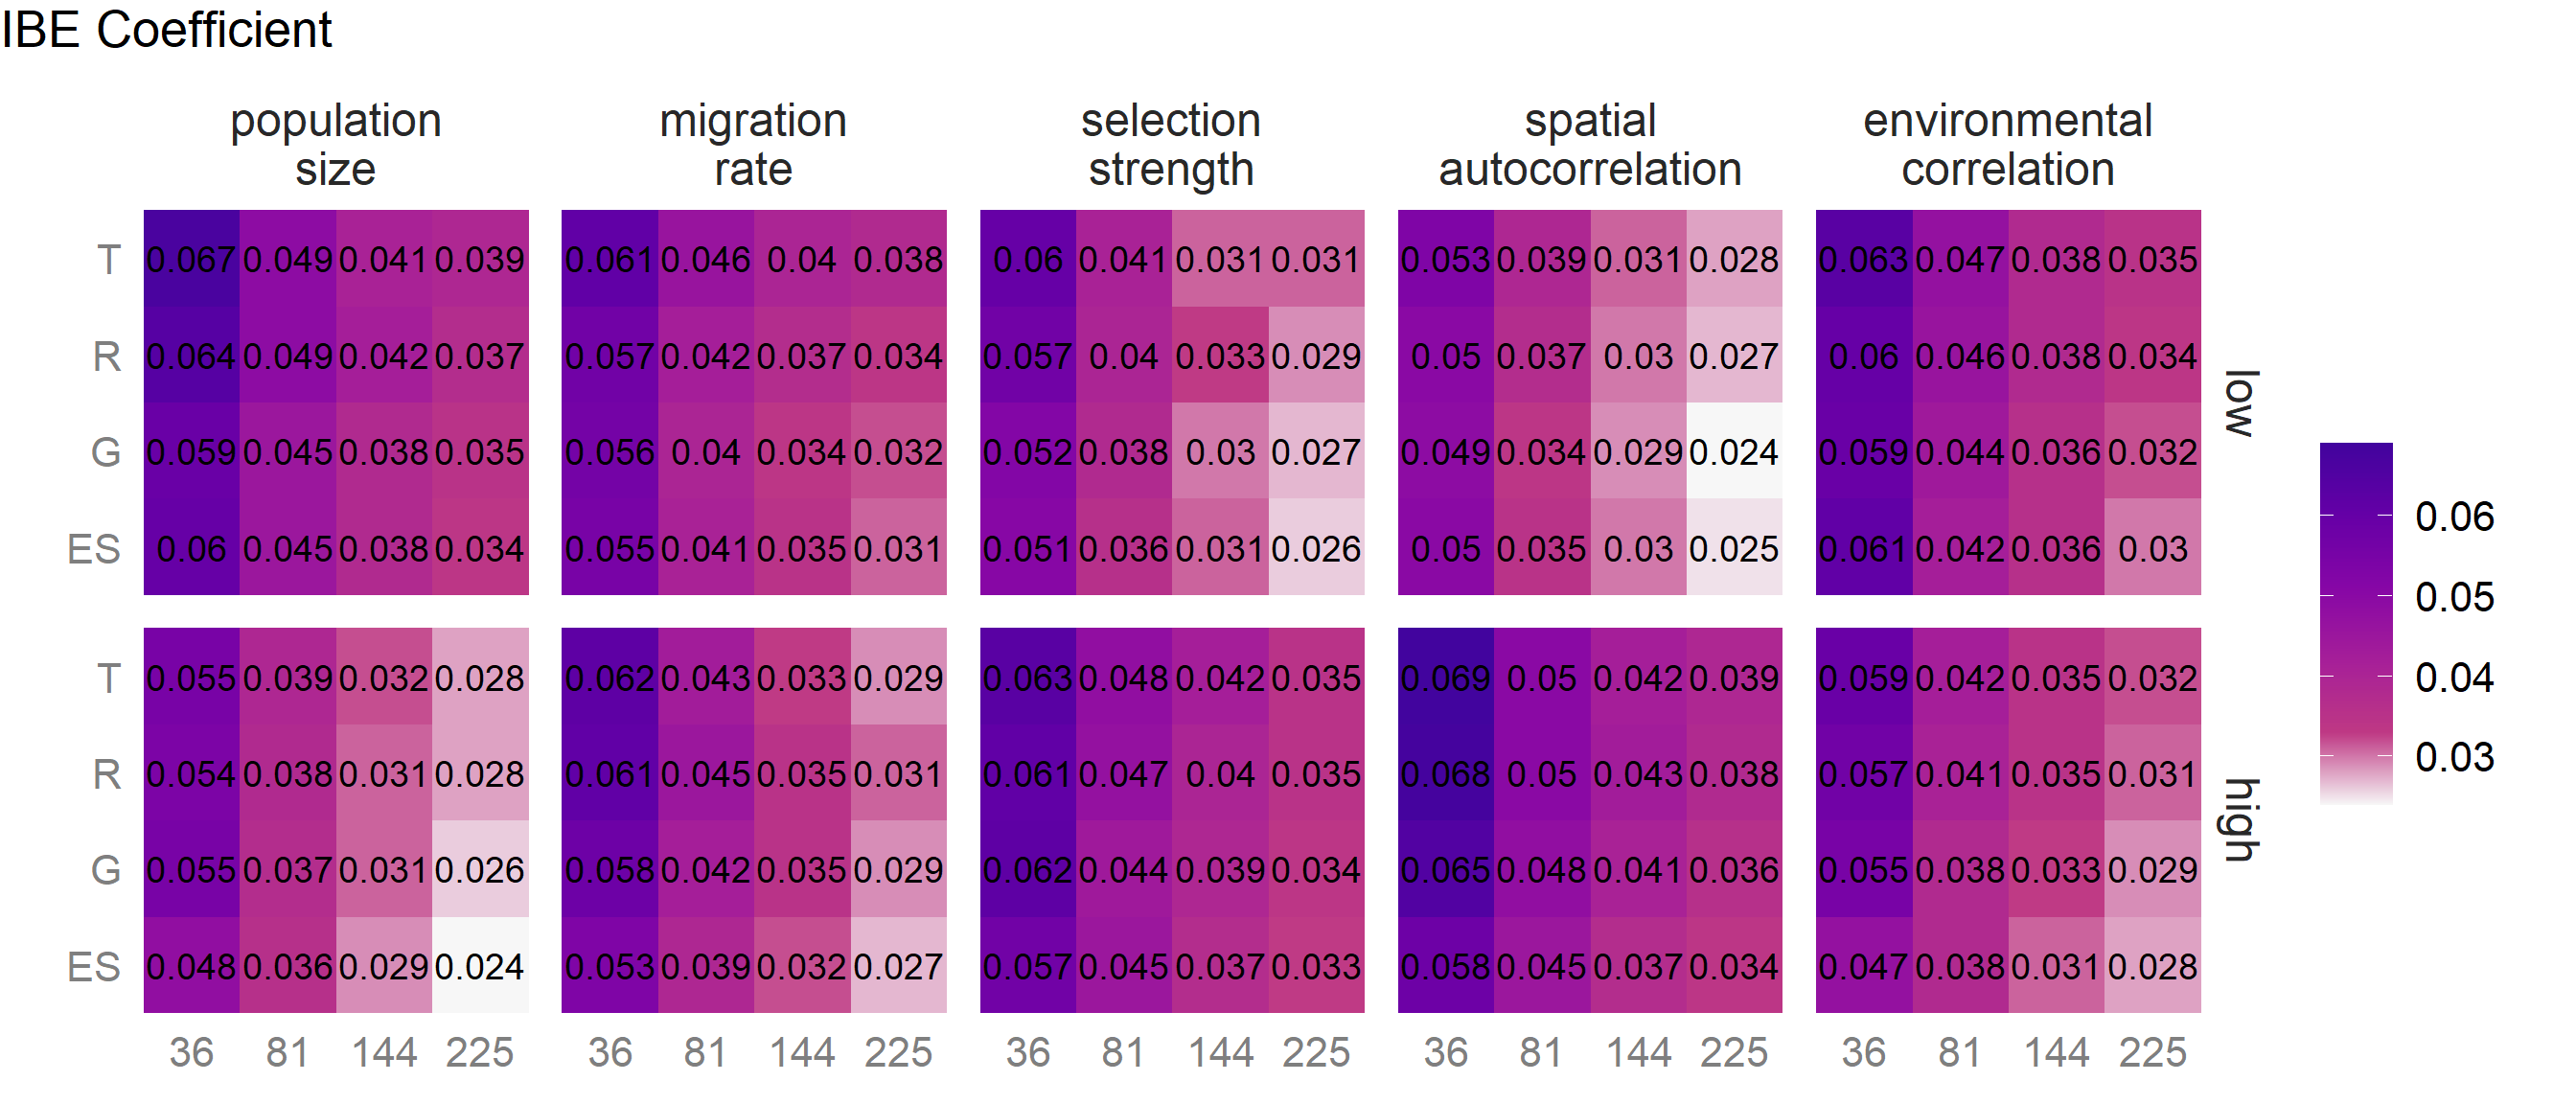 IBE Coefficient
population size
migration rate
selection strength
spatial autocorrelation
environmental correlation
T 0.067 0.049 0.041 0.039 0.061 0.046 0.04 0.038 0.06 0.041 0.031 0.031 0.053 0.039 0.031 0.028 0.063 0.047 0.038 0.035
R 0.064 0.049 0.042 0.037 0.057 0.042 0.037 0.034 0.057 0.04 0.033 0.029 0.05 0.037 0.03 0.027 0.06 0.046 0.038 0.034
G 0.059 0.045 0.038 0.035 0.056 0.04 0.034 0.032 0.052 0.038 0.03 0.027 0.049 0.034 0.029 0.024 0.059 0.044 0.036 0.032
ES 0.06 0.045 0.038 0.034 0.055 0.041 0.035 0.031 0.051 0.036 0.031 0.026 0.05 0.035 0.03 0.025 0.061 0.042 0.036 0.03
low
T 0.055 0.039 0.032 0.028 0.062 0.043 0.033 0.029 0.063 0.048 0.042 0.035 0.069 0.05 0.042 0.039 0.059 0.042 0.035 0.032
R 0.054 0.038 0.031 0.028 0.061 0.045 0.035 0.031 0.061 0.047 0.04 0.035 0.068 0.05 0.043 0.038 0.057 0.041 0.035 0.031
G 0.055 0.037 0.031 0.026 0.058 0.042 0.035 0.029 0.062 0.044 0.039 0.034 0.065 0.048 0.041 0.036 0.055 0.038 0.033 0.029
ES 0.048 0.036 0.029 0.024 0.053 0.039 0.032 0.027 0.057 0.045 0.037 0.033 0.058 0.045 0.037 0.034 0.047 0.038 0.031 0.028
high
36 81 144 225 36 81 144 225 36 81 144 225 36 81 144 225 36 81 144 225
0.06
0.05
0.04
0.03